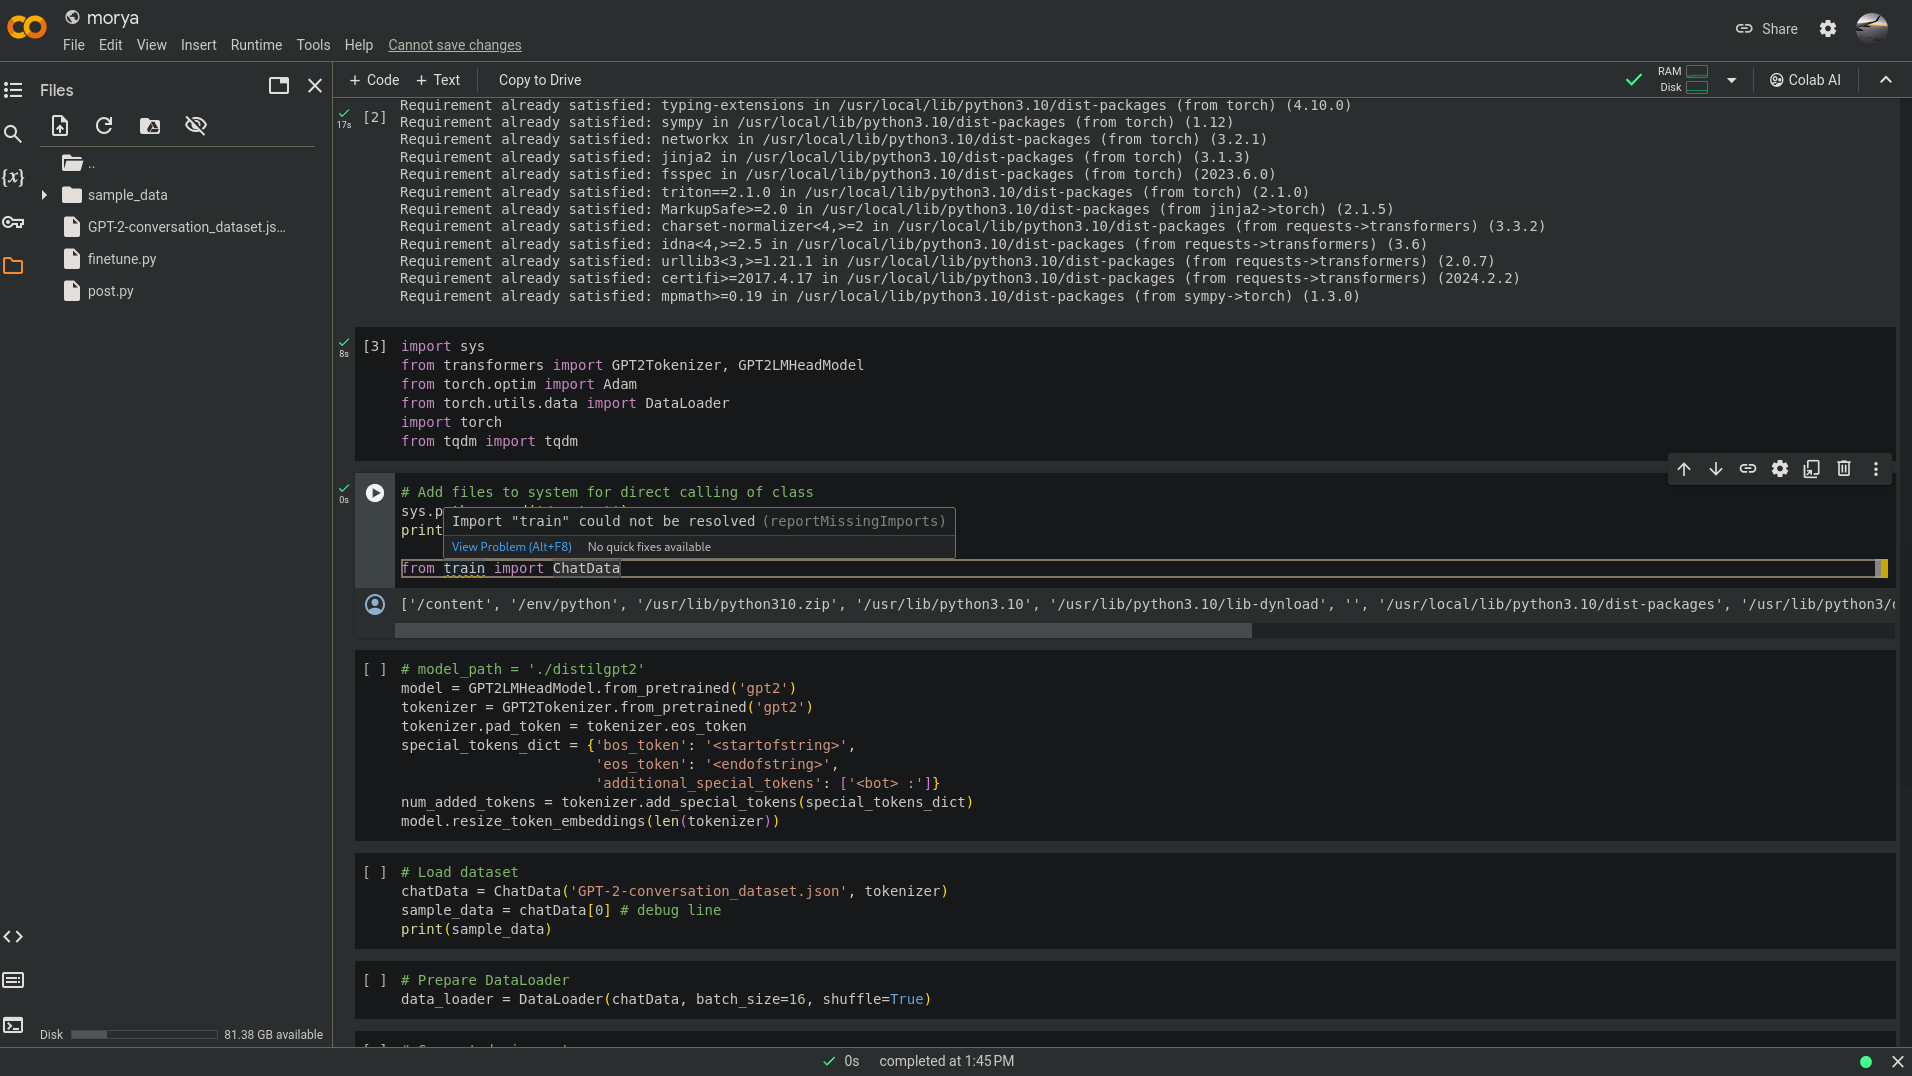 morya
File Edit View Insert Runtime Tools Help Cannot save changes
Share
Files
+ Code + Text Copy to Drive
RAM
Disk
Colab AI
..
sample_data
GPT-2-conversation_dataset.js...
finetune.py
post.py
17s
[2]
Requirement already satisfied: typing-extensions in /usr/local/lib/python3.10/dist-packages (from torch) (4.10.0)
Requirement already satisfied: sympy in /usr/local/lib/python3.10/dist-packages (from torch) (1.12)
Requirement already satisfied: networkx in /usr/local/lib/python3.10/dist-packages (from torch) (3.2.1)
Requirement already satisfied: jinja2 in /usr/local/lib/python3.10/dist-packages (from torch) (3.1.3)
Requirement already satisfied: fsspec in /usr/local/lib/python3.10/dist-packages (from torch) (2023.6.0)
Requirement already satisfied: triton==2.1.0 in /usr/local/lib/python3.10/dist-packages (from torch) (2.1.0)
Requirement already satisfied: MarkupSafe>=2.0 in /usr/local/lib/python3.10/dist-packages (from jinja2->torch) (2.1.5)
Requirement already satisfied: charset-normalizer<4,>=2 in /usr/local/lib/python3.10/dist-packages (from requests->transformers) (3.3.2)
Requirement already satisfied: idna<4,>=2.5 in /usr/local/lib/python3.10/dist-packages (from requests->transformers) (3.6)
Requirement already satisfied: urllib3<3,>=1.21.1 in /usr/local/lib/python3.10/dist-packages (from requests->transformers) (2.0.7)
Requirement already satisfied: certifi>=2017.4.17 in /usr/local/lib/python3.10/dist-packages (from requests->transformers) (2024.2.2)
Requirement already satisfied: mpmath>=0.19 in /usr/local/lib/python3.10/dist-packages (from sympy->torch) (1.3.0)
8s
[3] import sys
from transformers import GPT2Tokenizer, GPT2LMHeadModel
from torch.optim import Adam
from torch.utils.data import DataLoader
import torch
from tqdm import tqdm
0s
# Add files to system for direct calling of class
sys.p
print
Import "train" could not be resolved (reportMissingImports)
View Problem (Alt+F8) No quick fixes available
from train import ChatData
['/content', '/env/python', '/usr/lib/python310.zip', '/usr/lib/python3.10', '/usr/lib/python3.10/lib-dynload', '', '/usr/local/lib/python3.10/dist-packages', '/usr/lib/python3/
[ ] # model_path = './distilgpt2'
model = GPT2LMHeadModel.from_pretrained('gpt2')
tokenizer = GPT2Tokenizer.from_pretrained('gpt2')
tokenizer.pad_token = tokenizer.eos_token
special_tokens_dict = {'bos_token': '<startofstring>',
'eos_token': '<endofstring>',
'additional_special_tokens': ['<bot> :']}
num_added_tokens = tokenizer.add_special_tokens(special_tokens_dict)
model.resize_token_embeddings(len(tokenizer))
[ ] # Load dataset
chatData = ChatData('GPT-2-conversation_dataset.json', tokenizer)
sample_data = chatData[0] # debug line
print(sample_data)
[ ] # Prepare DataLoader
data_loader = DataLoader(chatData, batch_size=16, shuffle=True)
Disk 81.38 GB available
0s completed at 1:45 PM